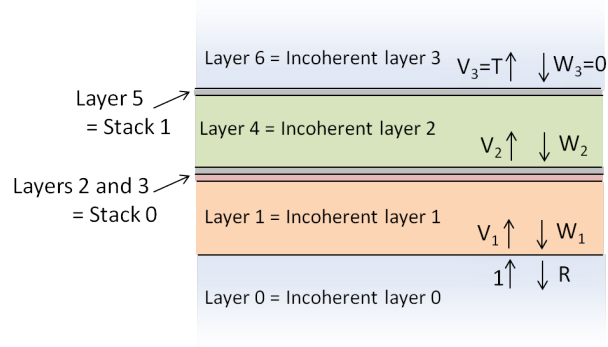 Layer 6 = Incoherent layer 3
V₃=T↑ ↓W₃=0
Layer 5
= Stack 1
Layer 4 = Incoherent layer 2
V₂↑ ↓W₂
Layers 2 and 3
= Stack 0
Layer 1 = Incoherent layer 1
V₁↑ ↓W₁
1↑ ↓R
Layer 0 = Incoherent layer 0